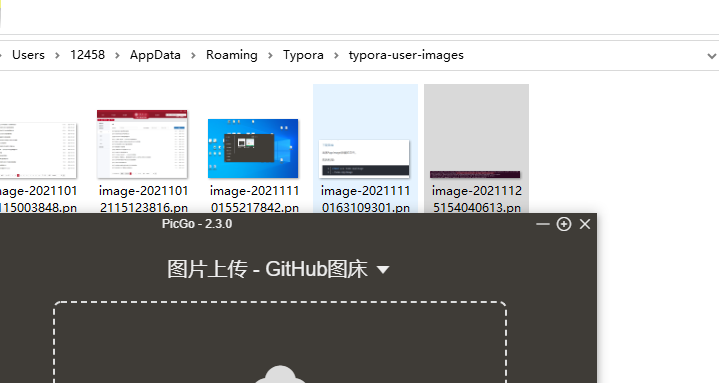 Users > 12458 > AppData > Roaming > Typora > typora-user-images
mage-2021101
115003848.pn
image-2021101
2115123816.pn
image-2021111
0155217842.pn
image-2021111
0163109301.pn
image-2021112
5154040613.pn
PicGo - 2.3.0
图片上传 - GitHub图床